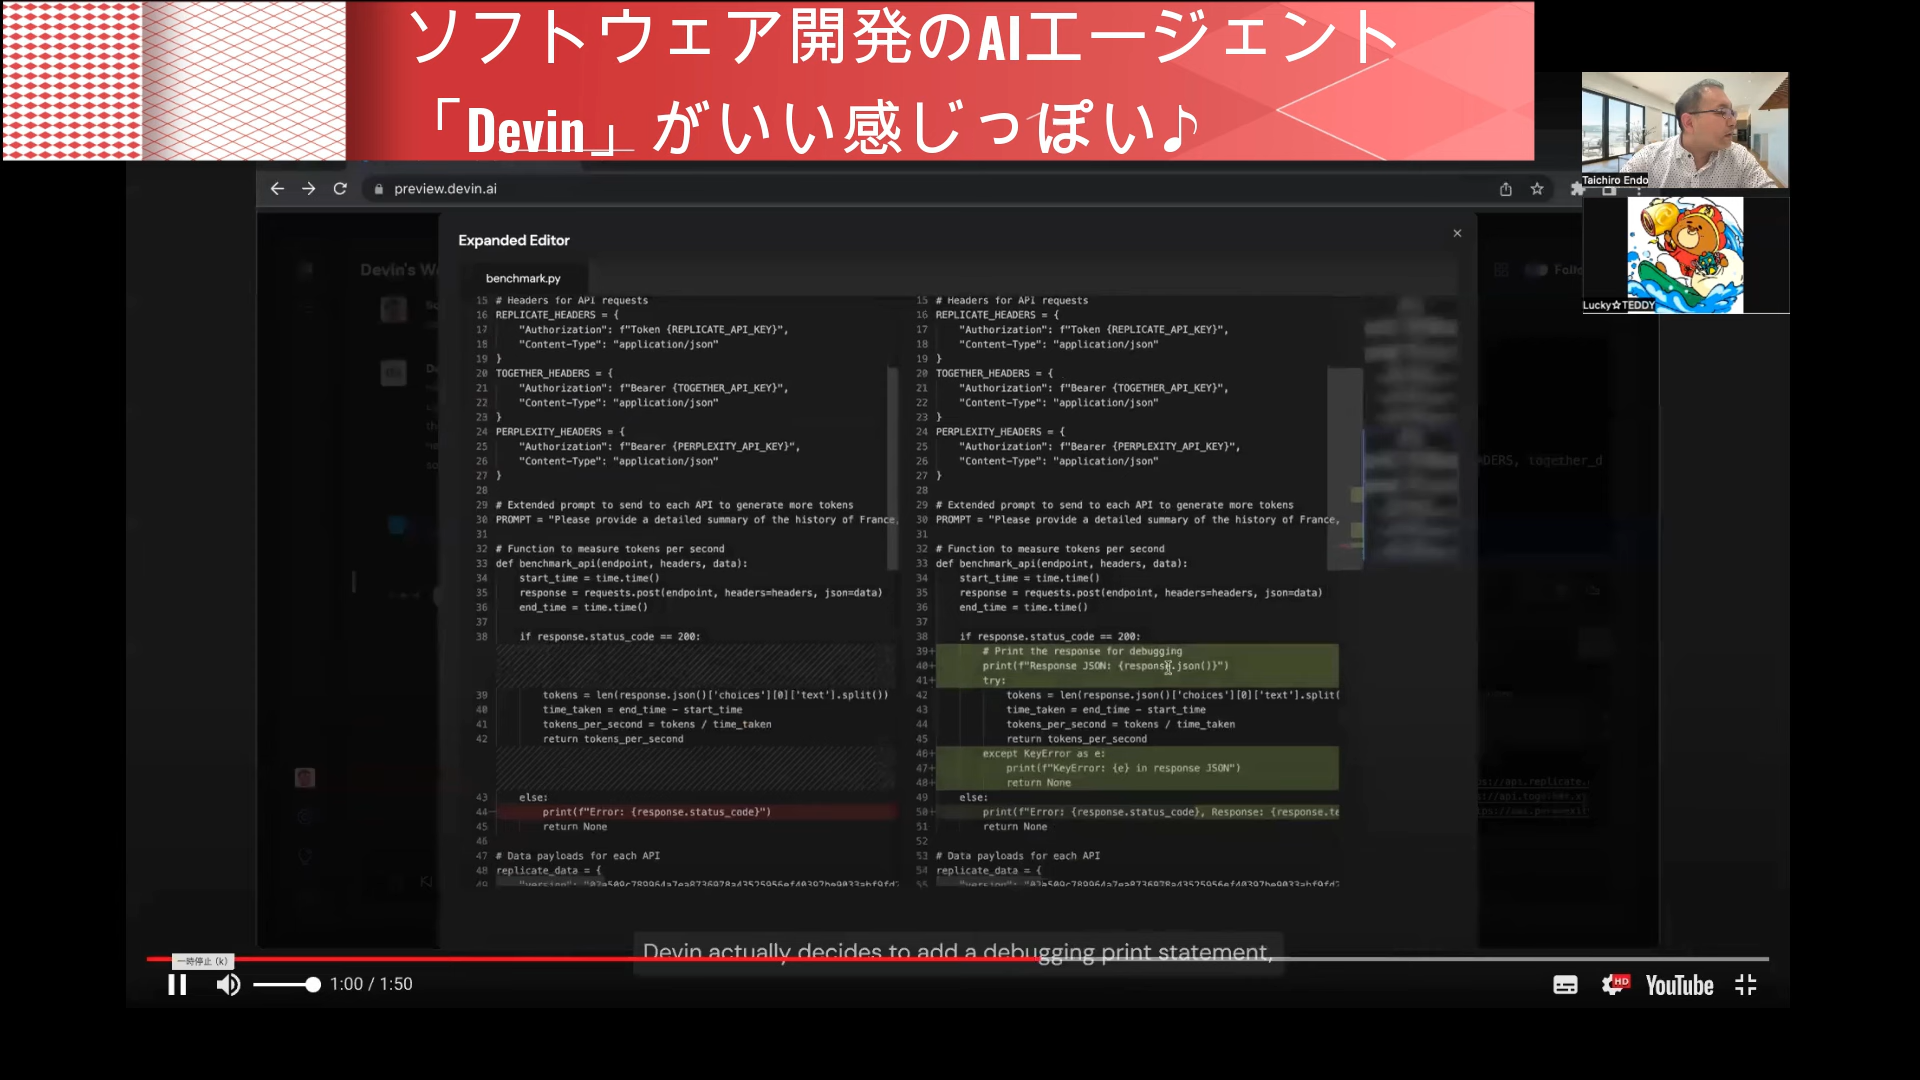 ソフトウェア開発のAIエージェント
「Devin」がいい感じっぽい♪
Taichiro Endo
Lucky☆TEDDY
preview.devin.ai
Devin's W
Expanded Editor
benchmark.py
15 # Headers for API requests
16 REPLICATE_HEADERS = {
17 "Authorization": f"Token {REPLICATE_API_KEY}",
18 "Content-Type": "application/json"
19 }
20 TOGETHER_HEADERS = {
21 "Authorization": f"Bearer {TOGETHER_API_KEY}",
22 "Content-Type": "application/json"
23 }
24 PERPLEXITY_HEADERS = {
25 "Authorization": f"Bearer {PERPLEXITY_API_KEY}",
26 "Content-Type": "application/json"
27 }
28
29 # Extended prompt to send to each API to generate more tokens
30 PROMPT = "Please provide a detailed summary of the history of France,
31
32 # Function to measure tokens per second
33 def benchmark_api(endpoint, headers, data):
34 start_time = time.time()
35 response = requests.post(endpoint, headers=headers, json=data)
36 end_time = time.time()
37
38 if response.status_code == 200:
39 tokens = len(response.json()['choices'][0]['text'].split())
40 time_taken = end_time - start_time
41 tokens_per_second = tokens / time_taken
42 return tokens_per_second
43 else:
44- print(f"Error: {response.status_code}")
45 return None
46
47 # Data payloads for each API
48 replicate_data = {
49
15 # Headers for API requests
16 REPLICATE_HEADERS = {
17 "Authorization": f"Token {REPLICATE_API_KEY}",
18 "Content-Type": "application/json"
19 }
20 TOGETHER_HEADERS = {
21 "Authorization": f"Bearer {TOGETHER_API_KEY}",
22 "Content-Type": "application/json"
23 }
24 PERPLEXITY_HEADERS = {
25 "Authorization": f"Bearer {PERPLEXITY_API_KEY}",
26 "Content-Type": "application/json"
27 }
28
29 # Extended prompt to send to each API to generate more tokens
30 PROMPT = "Please provide a detailed summary of the history of France,
31
32 # Function to measure tokens per second
33 def benchmark_api(endpoint, headers, data):
34 start_time = time.time()
35 response = requests.post(endpoint, headers=headers, json=data)
36 end_time = time.time()
37
38 if response.status_code == 200:
39+ # Print the response for debugging
40+ print(f"Response JSON: {response.json()}")
41+ try:
42 tokens = len(response.json()['choices'][0]['text'].split(
43 time_taken = end_time - start_time
44 tokens_per_second = tokens / time_taken
45 return tokens_per_second
46+ except KeyError as e:
47+ print(f"KeyError: {e} in response JSON")
48+ return None
49 else:
50+ print(f"Error: {response.status_code}, Response: {response.te
51 return None
52
53 # Data payloads for each API
54 replicate_data = {
55
Devin actually decides to add a debugging print statement,
一時停止 (k)
1:00 / 1:50
HD
YouTube